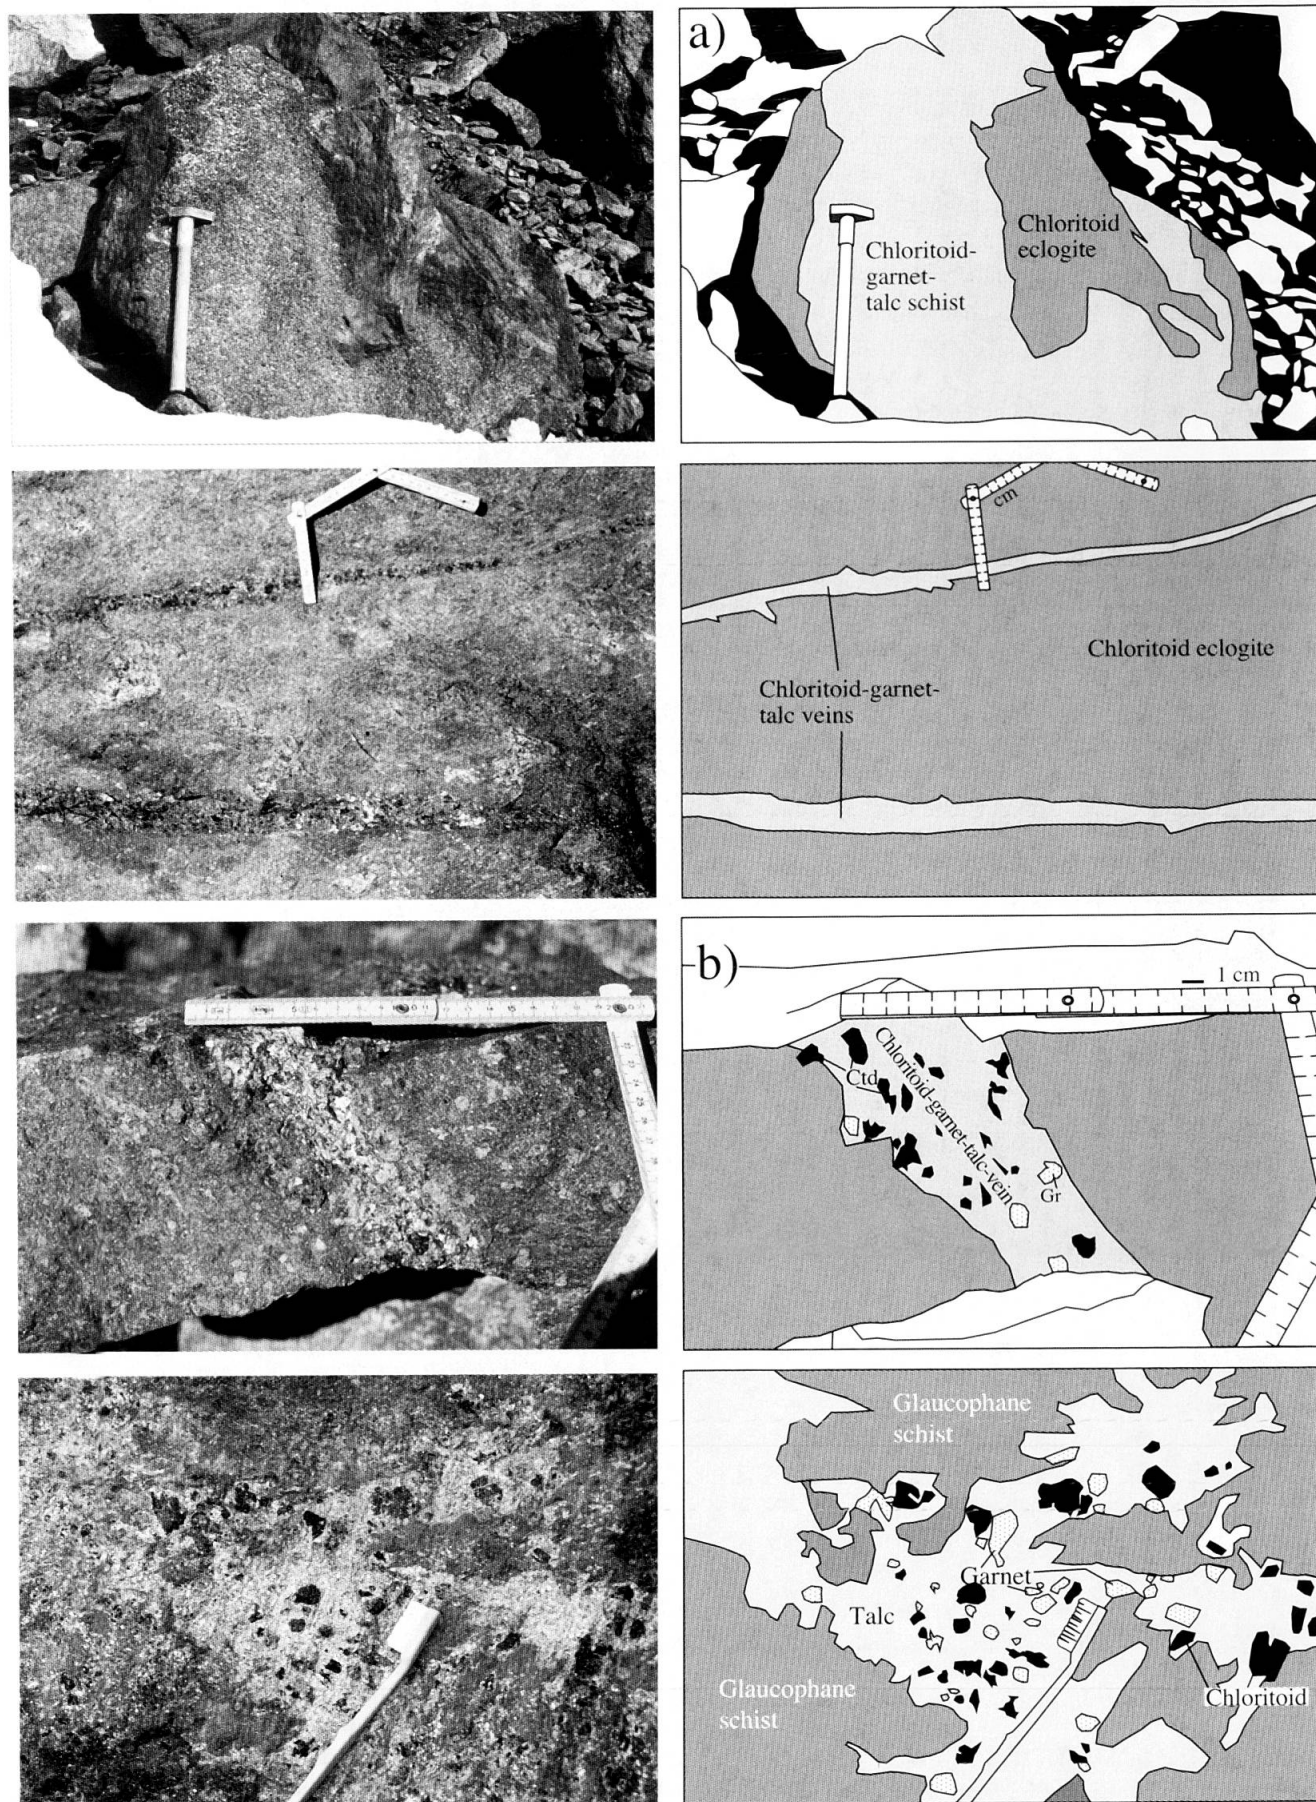 a)
Chloritoid
eclogite
Chloritoid-
garnet-
talc schist
cm
Chloritoid eclogite
Chloritoid-garnet-
talc veins
b)
1 cm
Ctd
Chloritoid-garnet-talc-vein
Gr
Glaucophane
schist
Garnet
Talc
Glaucophane
schist
Chloritoid